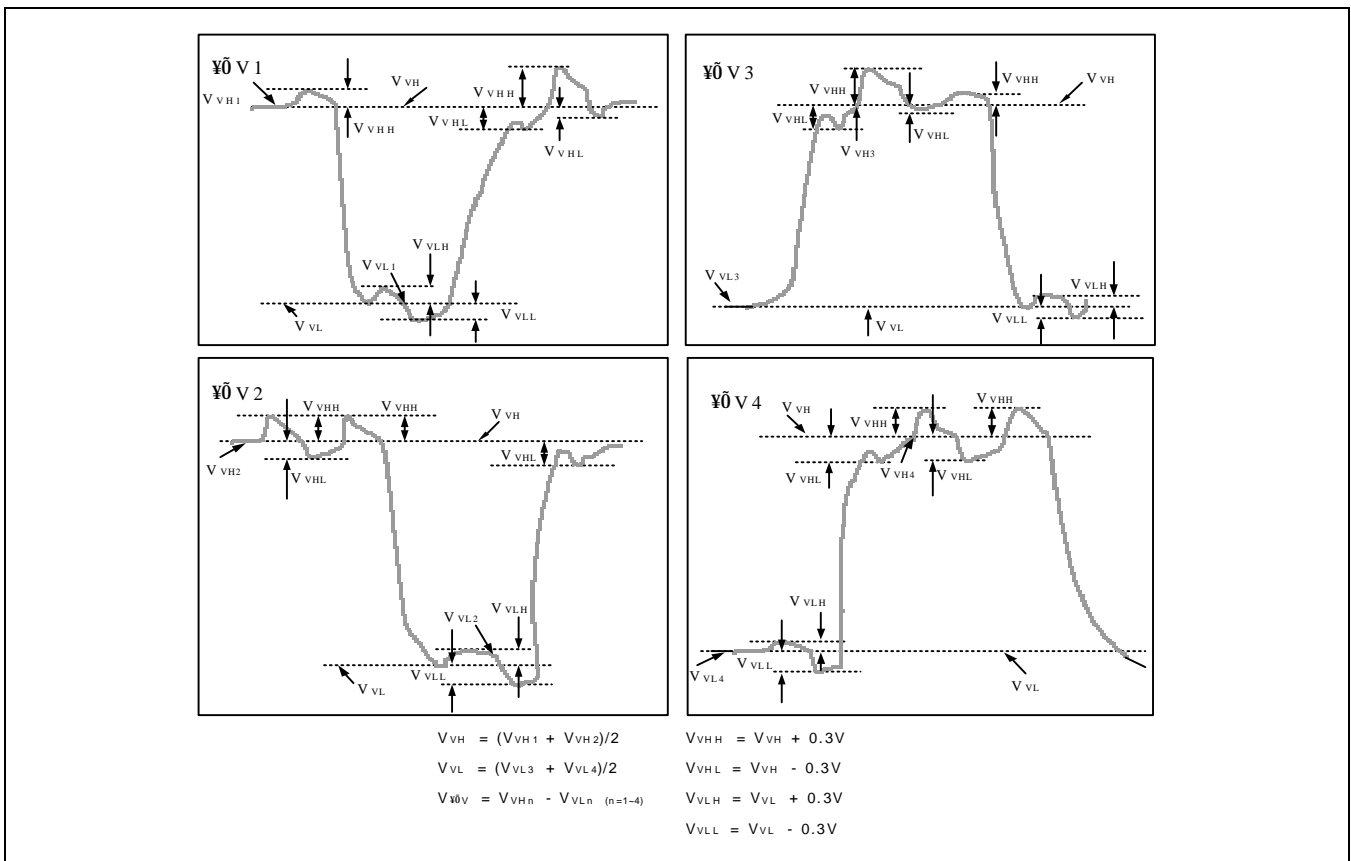 ¥Õ V 1
V VH
V VH1
V VHH
V VHH
V VHL
V VHL
V VLH
V VL1
V VLL
V VL
¥Õ V 3
V VHH
V VH
V VHH
V VHL
V VH3
V VHL
V VL3
V VLH
V VLL
V VL
¥Õ V 2
V VHH
V VHH
V VH
V VH2
V VHL
V VHL
V VL2
V VLH
V VLL
V VL
¥Õ V 4
V VH
V VHH
V VHH
V VHL
V VH4
V VHL
V VLH
V VLL
V VL4
V VL
VVH = (VVH1 + VVH2)/2
VVHH = VVH + 0.3V
VVL = (VVL3 + VVL4)/2
VVHL = VVH - 0.3V
V¥ÕV = VVHn - VVLn (n=1~4)
VVLH = VVL + 0.3V
VVLL = VVL - 0.3V